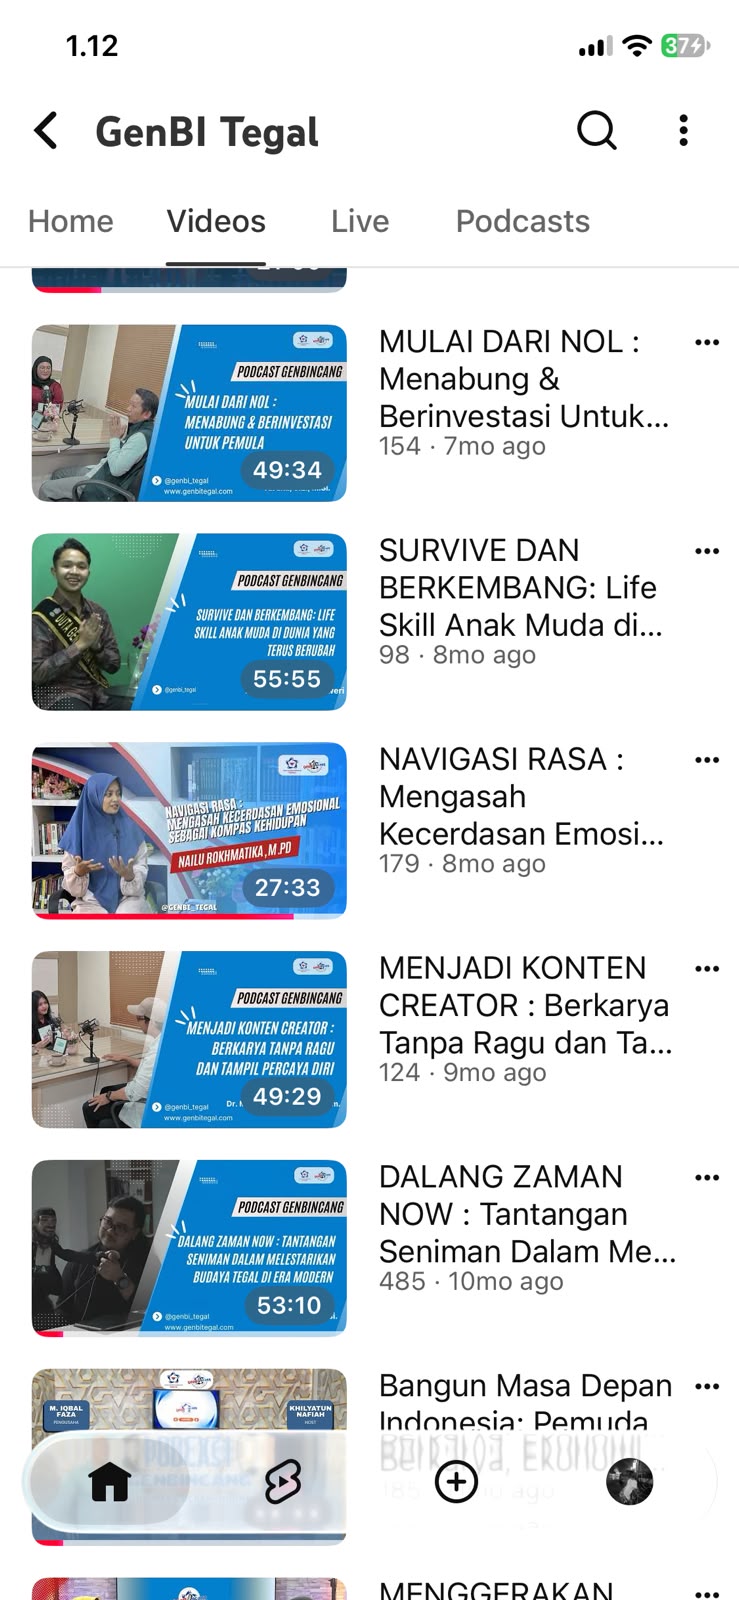 1.12
37
GenBI Tegal
Home Videos Live Podcasts
PODCAST GENBINCANG
MULAI DARI NOL :
MENABUNG & BERINVESTASI
UNTUK PEMULA
@genbi_tegal
www.genbitegal.com
49:34
MULAI DARI NOL :
Menabung &
Berinvestasi Untuk...
154 · 7mo ago
PODCAST GENBINCANG
SURVIVE DAN BERKEMBANG: LIFE
SKILL ANAK MUDA DI DUNIA YANG
TERUS BERUBAH
@genbi_tegal
55:55
SURVIVE DAN
BERKEMBANG: Life
Skill Anak Muda di...
98 · 8mo ago
NAVIGASI RASA :
MENGASAH KECERDASAN EMOSIONAL
SEBAGAI KOMPAS KEHIDUPAN
NAILU ROKHMATIKA ,M.PD
@GENBI_TEGAL
27:33
NAVIGASI RASA :
Mengasah
Kecerdasan Emosi...
179 · 8mo ago
PODCAST GENBINCANG
MENJADI KONTEN CREATOR :
BERKARYA TANPA RAGU
DAN TAMPIL PERCAYA DIRI
@genbi_tegal
www.genbitegal.com
Dr.
49:29
MENJADI KONTEN
CREATOR : Berkarya
Tanpa Ragu dan Ta...
124 · 9mo ago
PODCAST GENBINCANG
DALANG ZAMAN NOW : TANTANGAN
SENIMAN DALAM MELESTARIKAN
BUDAYA TEGAL DI ERA MODERN
@genbi_tegal
www.genbitegal.com
53:10
DALANG ZAMAN
NOW : Tantangan
Seniman Dalam Me...
485 · 10mo ago
M. IQBAL
FAZA
PENGUSAHA
KHILYATUN
NAFIAH
HOST
Bangun Masa Depan
Indonesia: Pemuda
Berkarya, Ekonomi...
MENGGERAKAN